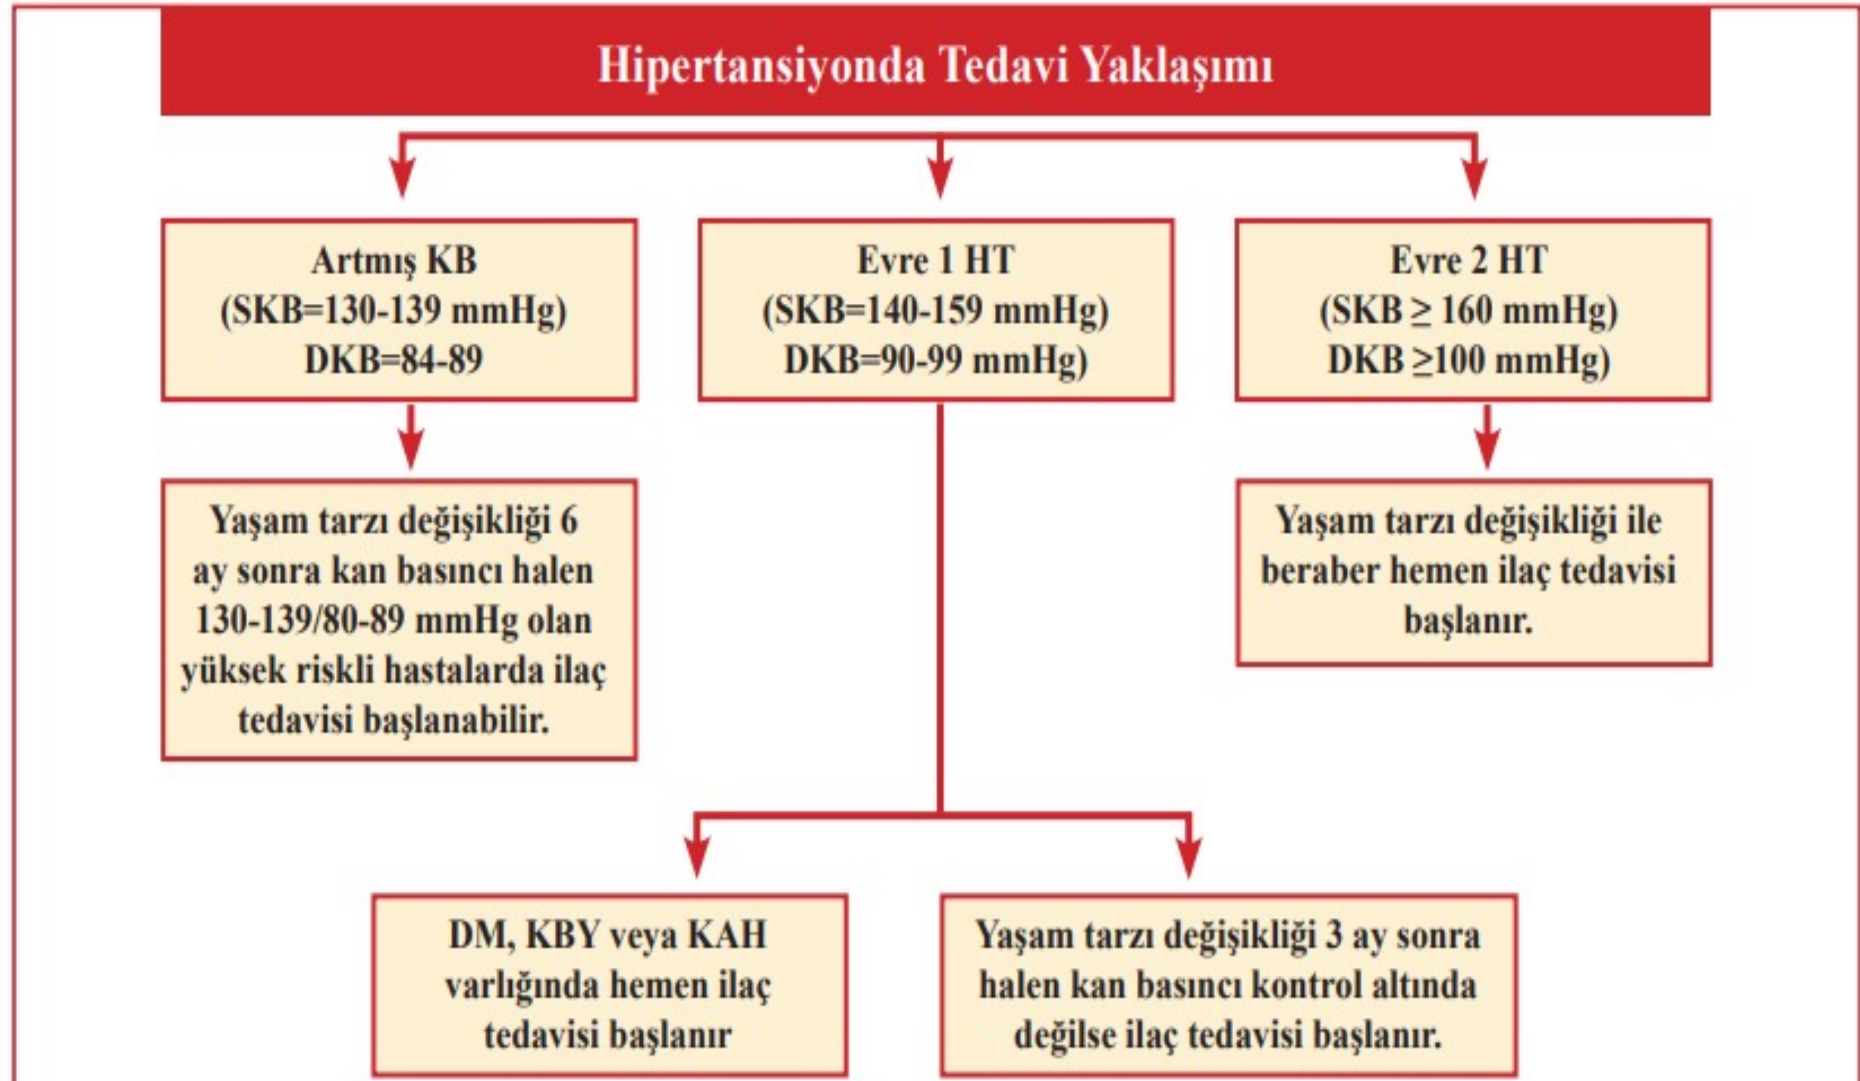 Hipertansiyonda Tedavi Yaklaşımı
Artmış KB
(SKB=130-139 mmHg)
DKB=84-89
Evre 1 HT
(SKB=140-159 mmHg)
DKB=90-99 mmHg)
Evre 2 HT
(SKB ≥ 160 mmHg)
DKB ≥100 mmHg)
Yaşam tarzı değişikliği 6
ay sonra kan basıncı halen
130-139/80-89 mmHg olan
yüksek riskli hastalarda ilaç
tedavisi başlanabilir.
Yaşam tarzı değişikliği ile
beraber hemen ilaç tedavisi
başlanır.
DM, KBY veya KAH
varlığında hemen ilaç
tedavisi başlanır
Yaşam tarzı değişikliği 3 ay sonra
halen kan basıncı kontrol altında
değilse ilaç tedavisi başlanır.